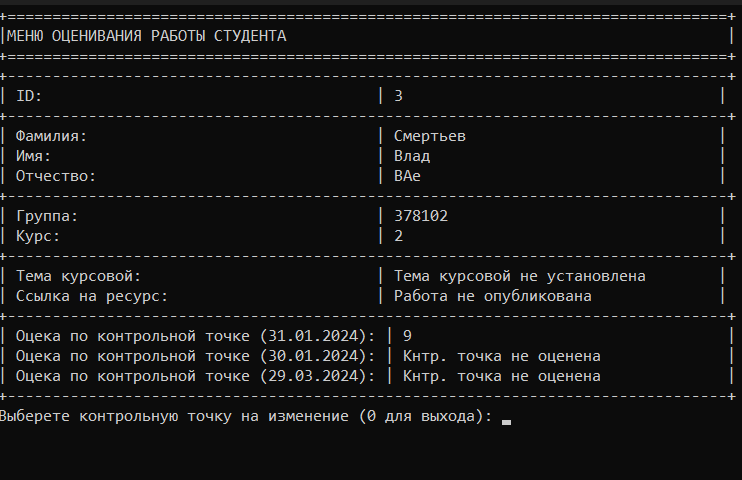 +================================================================================+
|МЕНЮ ОЦЕНИВАНИЯ РАБОТЫ СТУДЕНТА |
+================================================================================+
+--------------------------------------------------------------------------------+
| ID: | 3 |
+--------------------------------------------------------------------------------+
| Фамилия: | Смертьев |
| Имя: | Влад |
| Отчество: | ВАе |
+--------------------------------------------------------------------------------+
| Группа: | 378102 |
| Курс: | 2 |
+--------------------------------------------------------------------------------+
| Тема курсовой: | Тема курсовой не установлена |
| Ссылка на ресурс: | Работа не опубликована |
+--------------------------------------------------------------------------------+
| Оцека по контрольной точке (31.01.2024): | 9 |
| Оцека по контрольной точке (30.01.2024): | Кнтр. точка не оценена |
| Оцека по контрольной точке (29.03.2024): | Кнтр. точка не оценена |
+--------------------------------------------------------------------------------+
Выберете контрольную точку на изменение (0 для выхода):